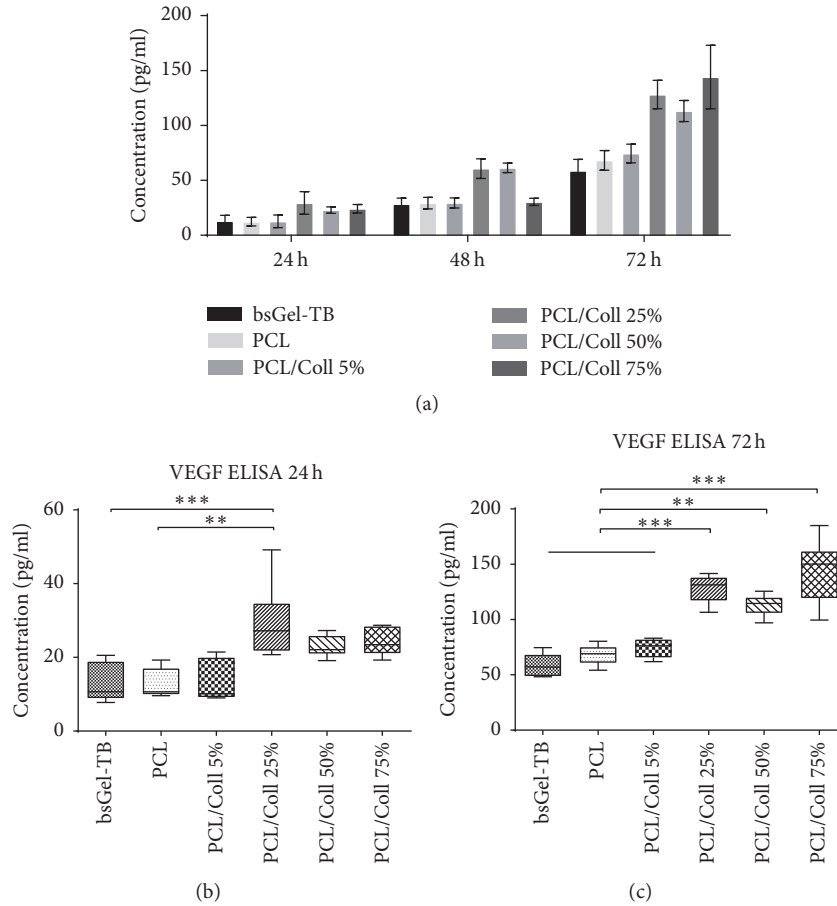 200
150
100
50
0
Concentration (pg/ml)
24 h
48 h
72 h
bsGel-TB
PCL
PCL/Coll 5%
PCL/Coll 25%
PCL/Coll 50%
PCL/Coll 75%
(a)
VEGF ELISA 24 h
***
**
60
40
20
0
Concentration (pg/ml)
bsGel-TB
PCL
PCL/Coll 5%
PCL/Coll 25%
PCL/Coll 50%
PCL/Coll 75%
(b)
VEGF ELISA 72 h
***
**
***
200
150
100
50
0
Concentration (pg/ml)
bsGel-TB
PCL
PCL/Coll 5%
PCL/Coll 25%
PCL/Coll 50%
PCL/Coll 75%
(c)